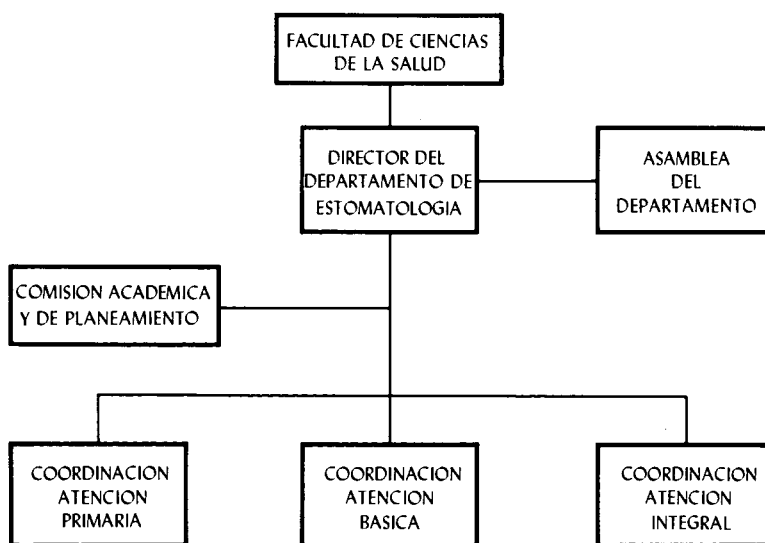 FACULTAD DE CIENCIAS
DE LA SALUD
DIRECTOR DEL
DEPARTAMENTO DE
ESTOMATOLOGIA
ASAMBLEA
DEL
DEPARTAMENTO
COMISION ACADEMICA
Y DE PLANEAMIENTO
COORDINACION
ATENCION
PRIMARIA
COORDINACION
ATENCION
BASICA
COORDINACION
ATENCION
INTEGRAL